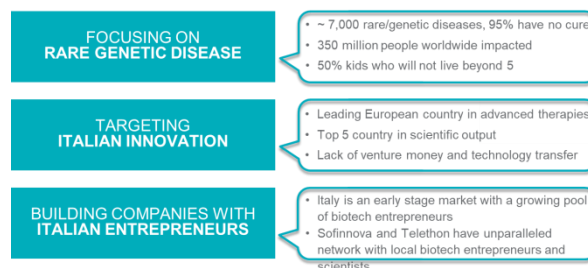 FOCUSING ON
RARE GENETIC DISEASE
• ~ 7,000 rare/genetic diseases, 95% have no cure
• 350 million people worldwide impacted
• 50% kids who will not live beyond 5
TARGETING
ITALIAN INNOVATION
• Leading European country in advanced therapies
• Top 5 country in scientific output
• Lack of venture money and technology transfer
BUILDING COMPANIES WITH
ITALIAN ENTREPRENEURS
• Italy is an early stage market with a growing pool
of biotech entrepreneurs
• Sofinnova and Telethon have unparalleled
network with local biotech entrepreneurs and
scientists